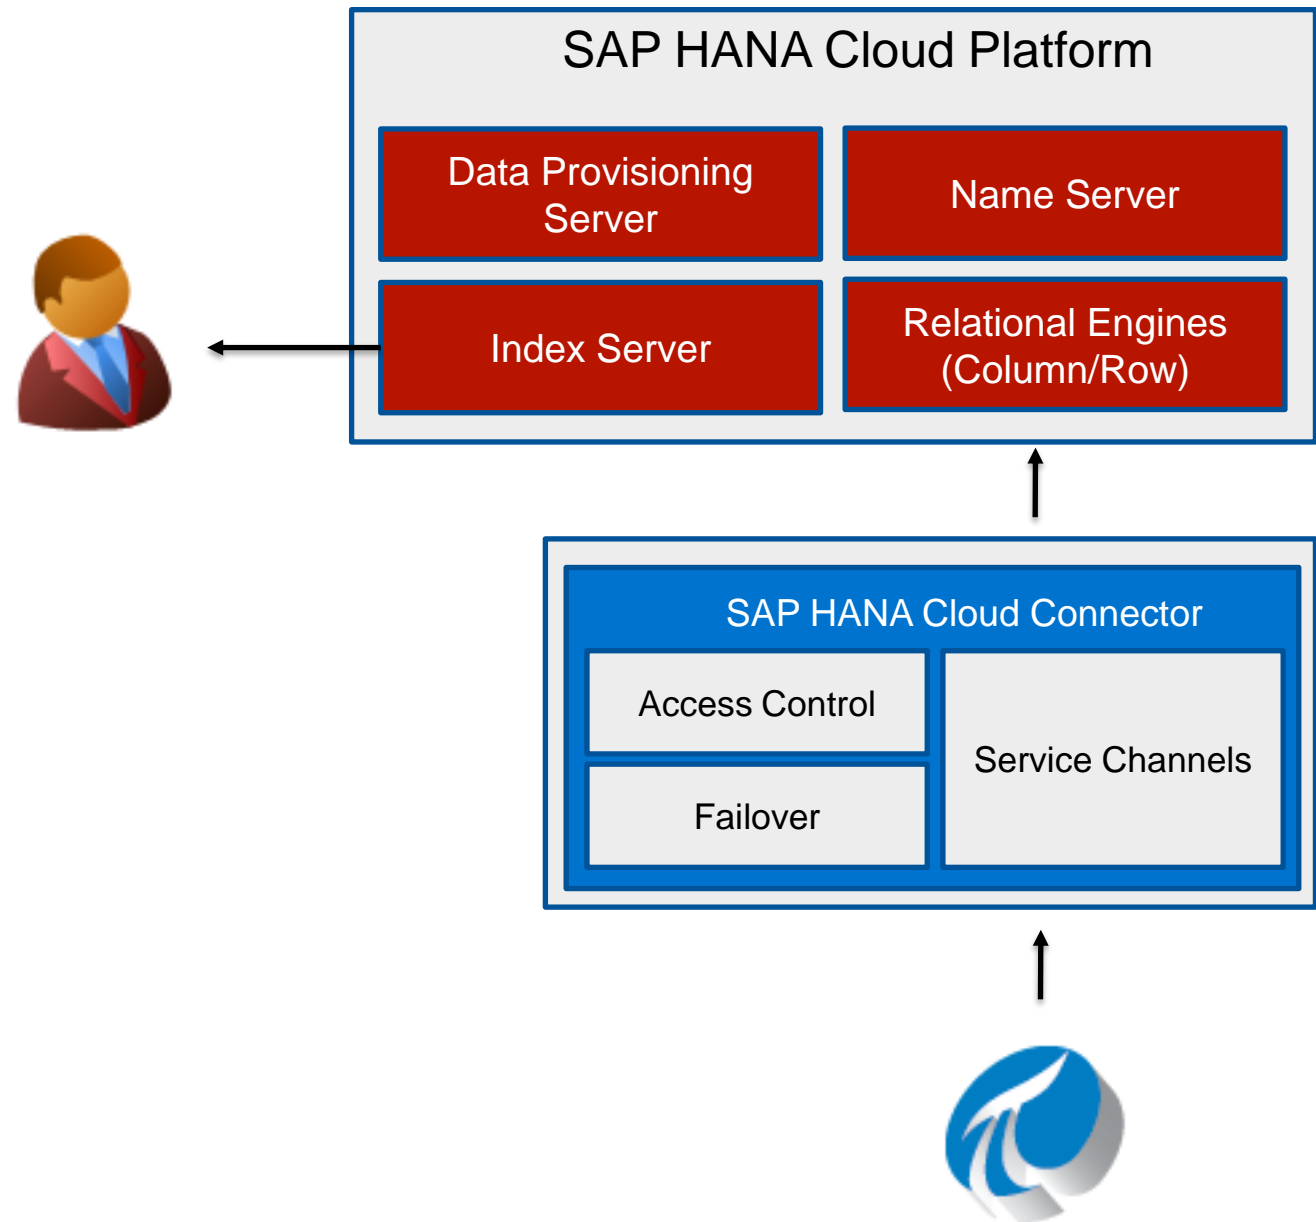 SAP HANA Cloud Platform
Data Provisioning
Server
Name Server
Index Server
Relational Engines
(Column/Row)
SAP HANA Cloud Connector
Access Control
Service Channels
Failover